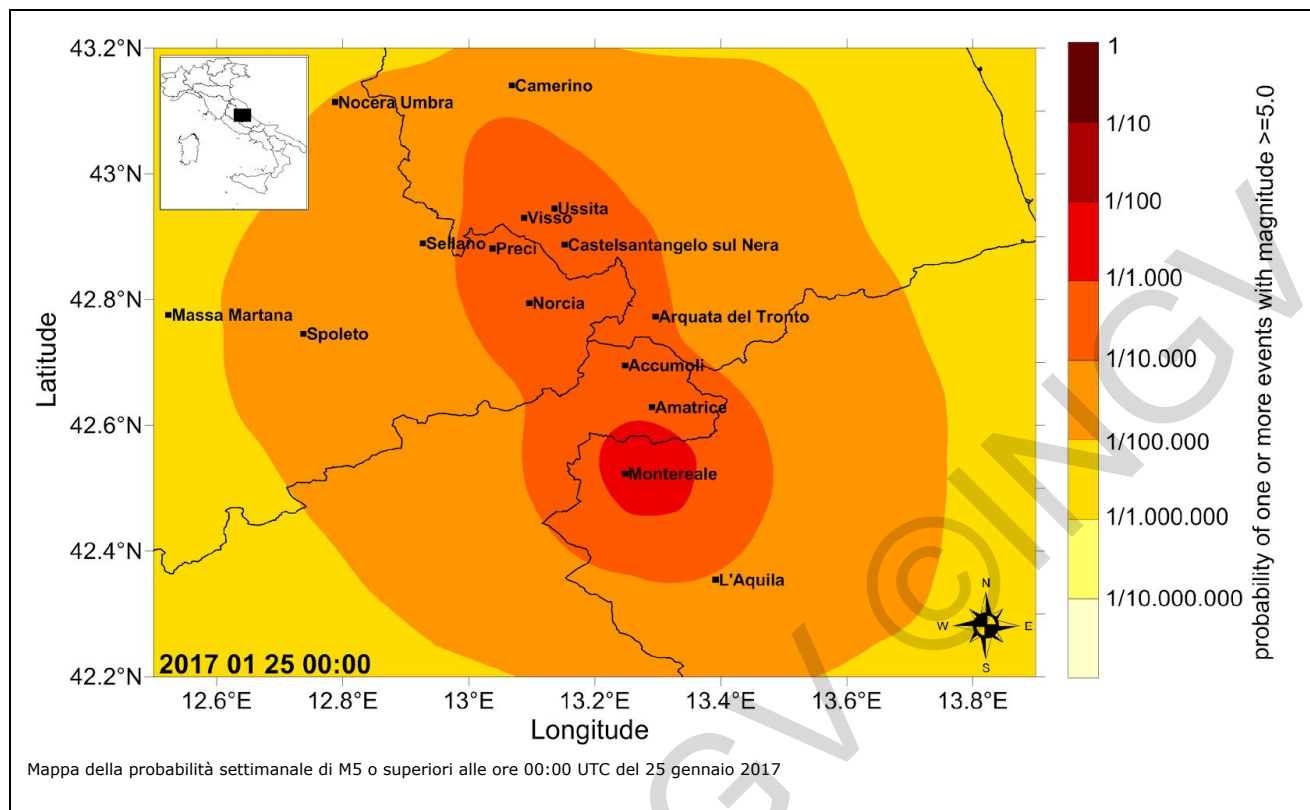 43.2°N
43°N
42.8°N
42.6°N
42.4°N
42.2°N
Latitude
Camerino
Nocera Umbra
Ussita
Visso
Sellano
Preci
Castelsantangelo sul Nera
Norcia
Massa Martana
Spoleto
Arquata del Tronto
Accumoli
Amatrice
Montereale
L'Aquila
2017 01 25 00:00
N
W
E
S
12.6°E
12.8°E
13°E
13.2°E
13.4°E
13.6°E
13.8°E
Longitude
1
1/10
1/100
1/1.000
1/10.000
1/100.000
1/1.000.000
1/10.000.000
probability of one or more events with magnitude >=5.0
Mappa della probabilità settimanale di M5 o superiori alle ore 00:00 UTC del 25 gennaio 2017
GV ©INGV